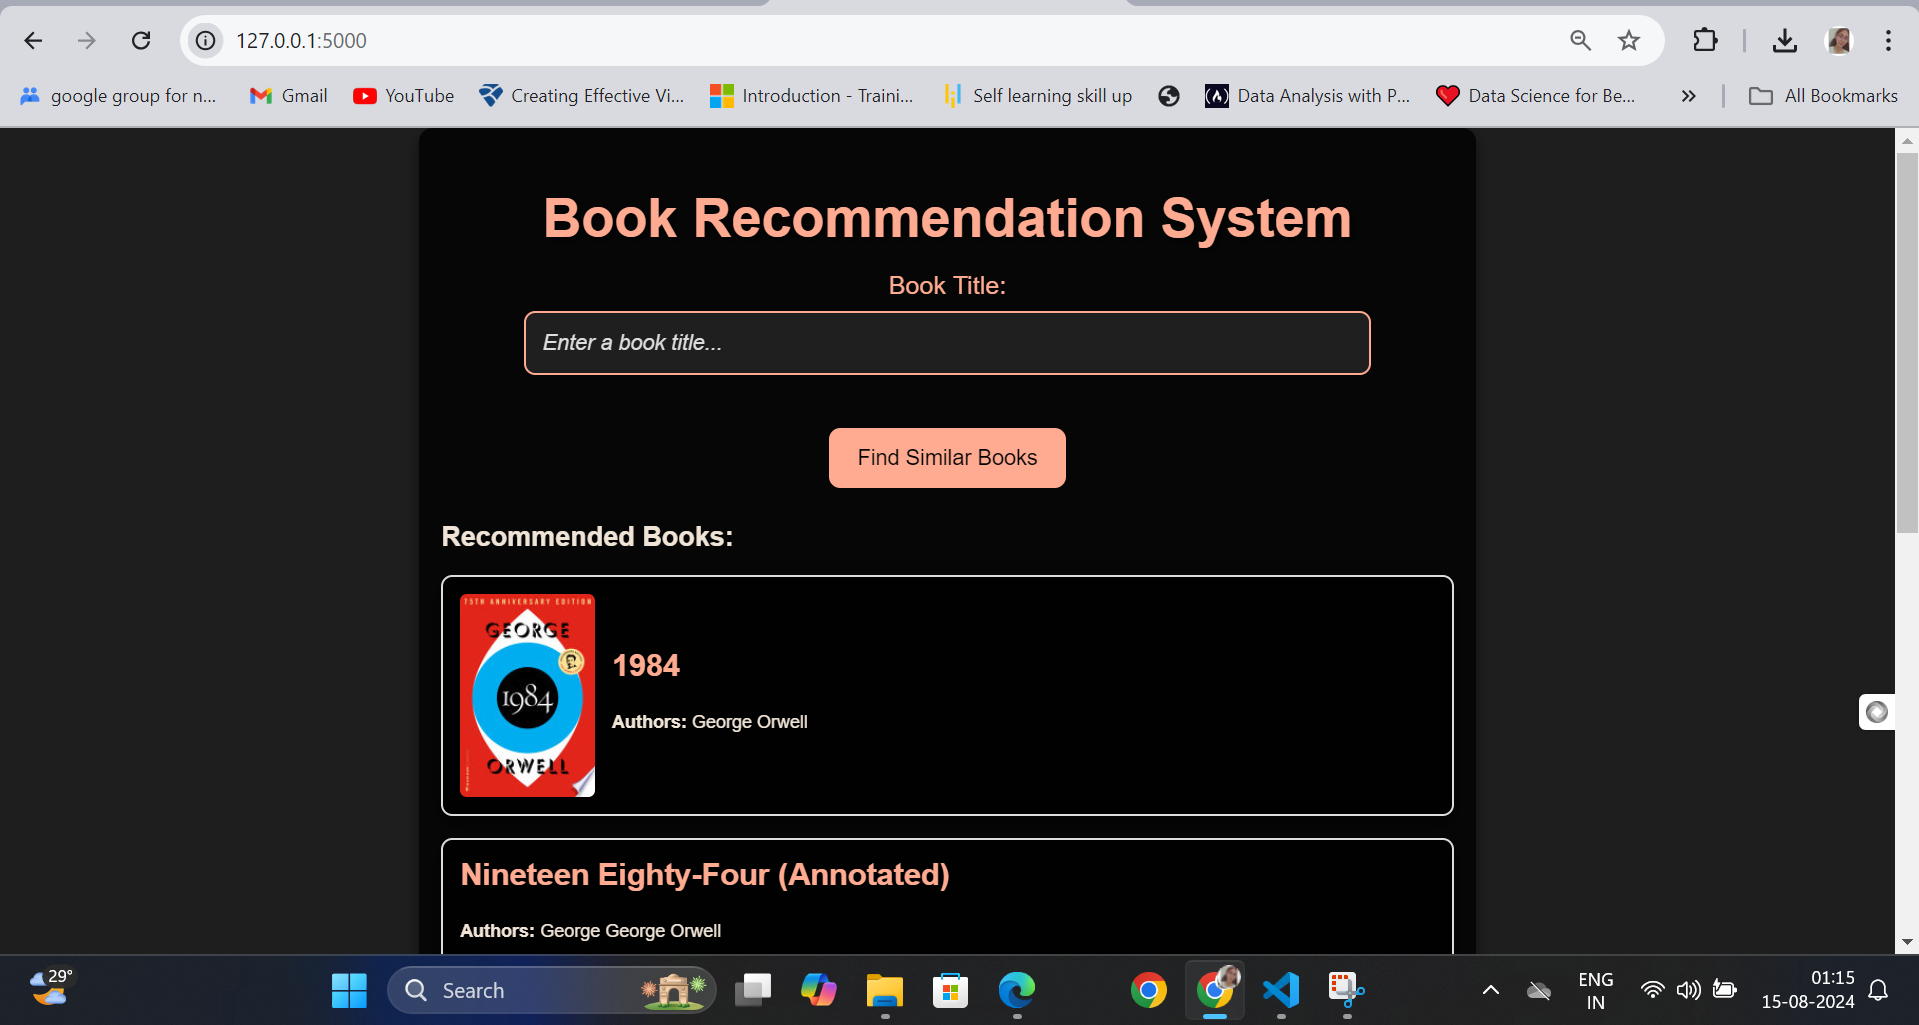 127.0.0.1:5000
google group for n...
Gmail
YouTube
Creating Effective Vi...
Introduction - Traini...
Self learning skill up
Data Analysis with P...
Data Science for Be...
All Bookmarks
Book Recommendation System
Book Title:
Enter a book title...
Find Similar Books
Recommended Books:
75TH ANNIVERSARY EDITION
GEORGE
1984
ORWELL
1984
Authors: George Orwell
Nineteen Eighty-Four (Annotated)
Authors: George George Orwell
29°
Search
ENG
IN
01:15
15-08-2024